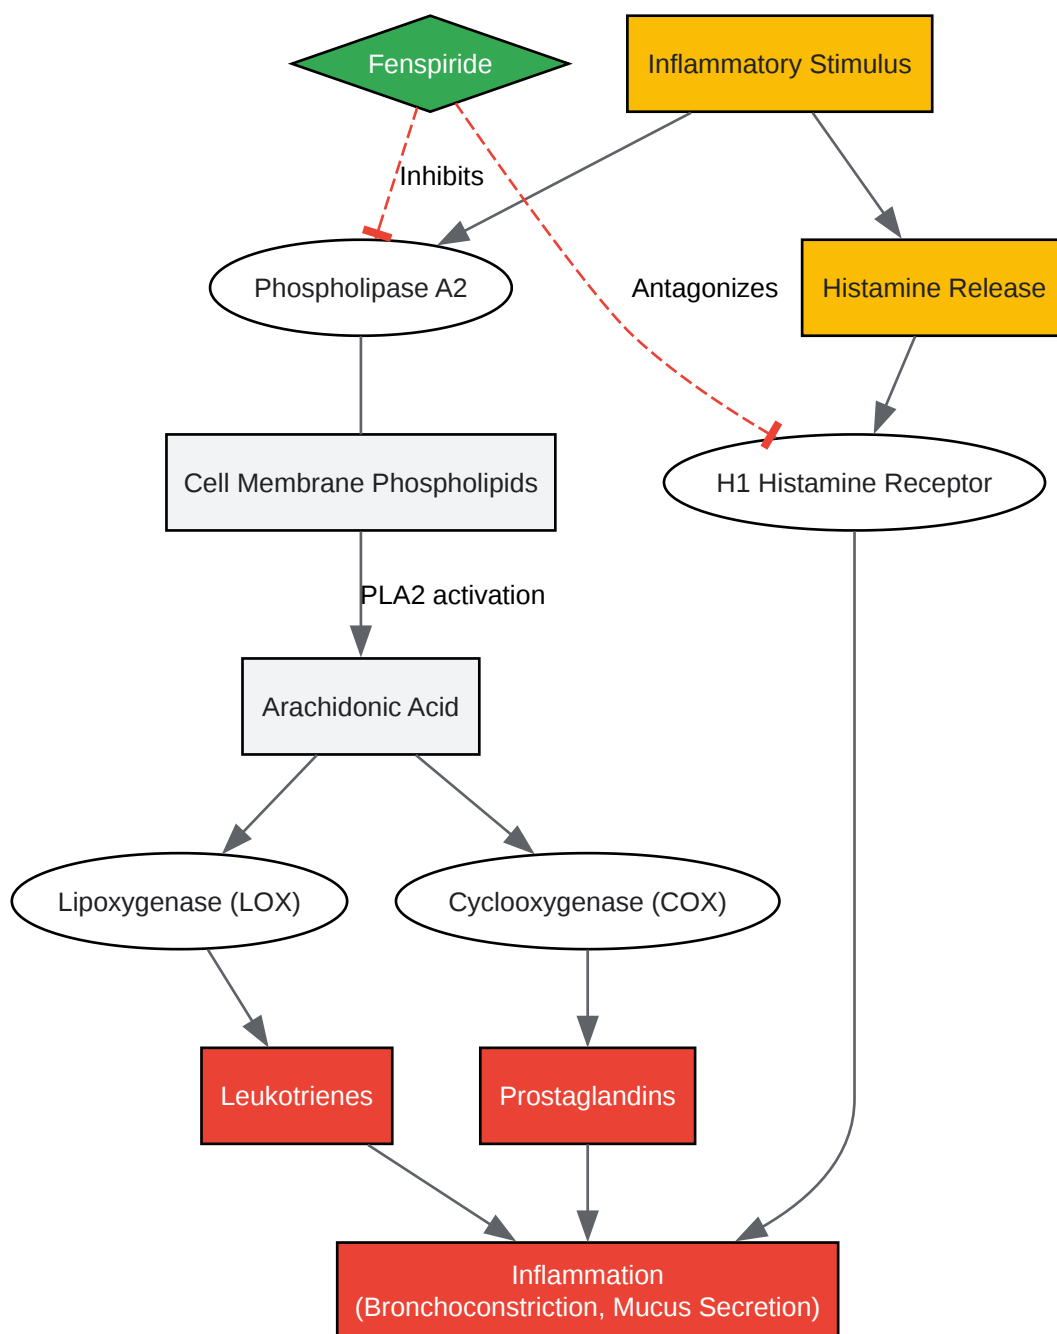 Fenspiride
Inflammatory Stimulus
Inhibits
Phospholipase A2
Antagonizes
Histamine Release
Cell Membrane Phospholipids
H1 Histamine Receptor
PLA2 activation
Arachidonic Acid
Lipoxygenase (LOX)
Cyclooxygenase (COX)
Leukotrienes
Prostaglandins
Inflammation
(Bronchoconstriction, Mucus Secretion)